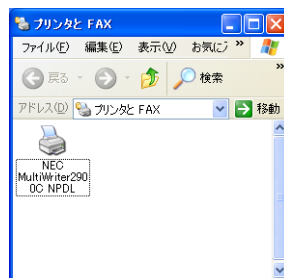 プリンタと FAX
ファイル(F) 編集(E) 表示(V) お気に »
戻る 検索 »
アドレス(D) プリンタと FAX 移動
NEC
MultiWriter290
0C NPDL